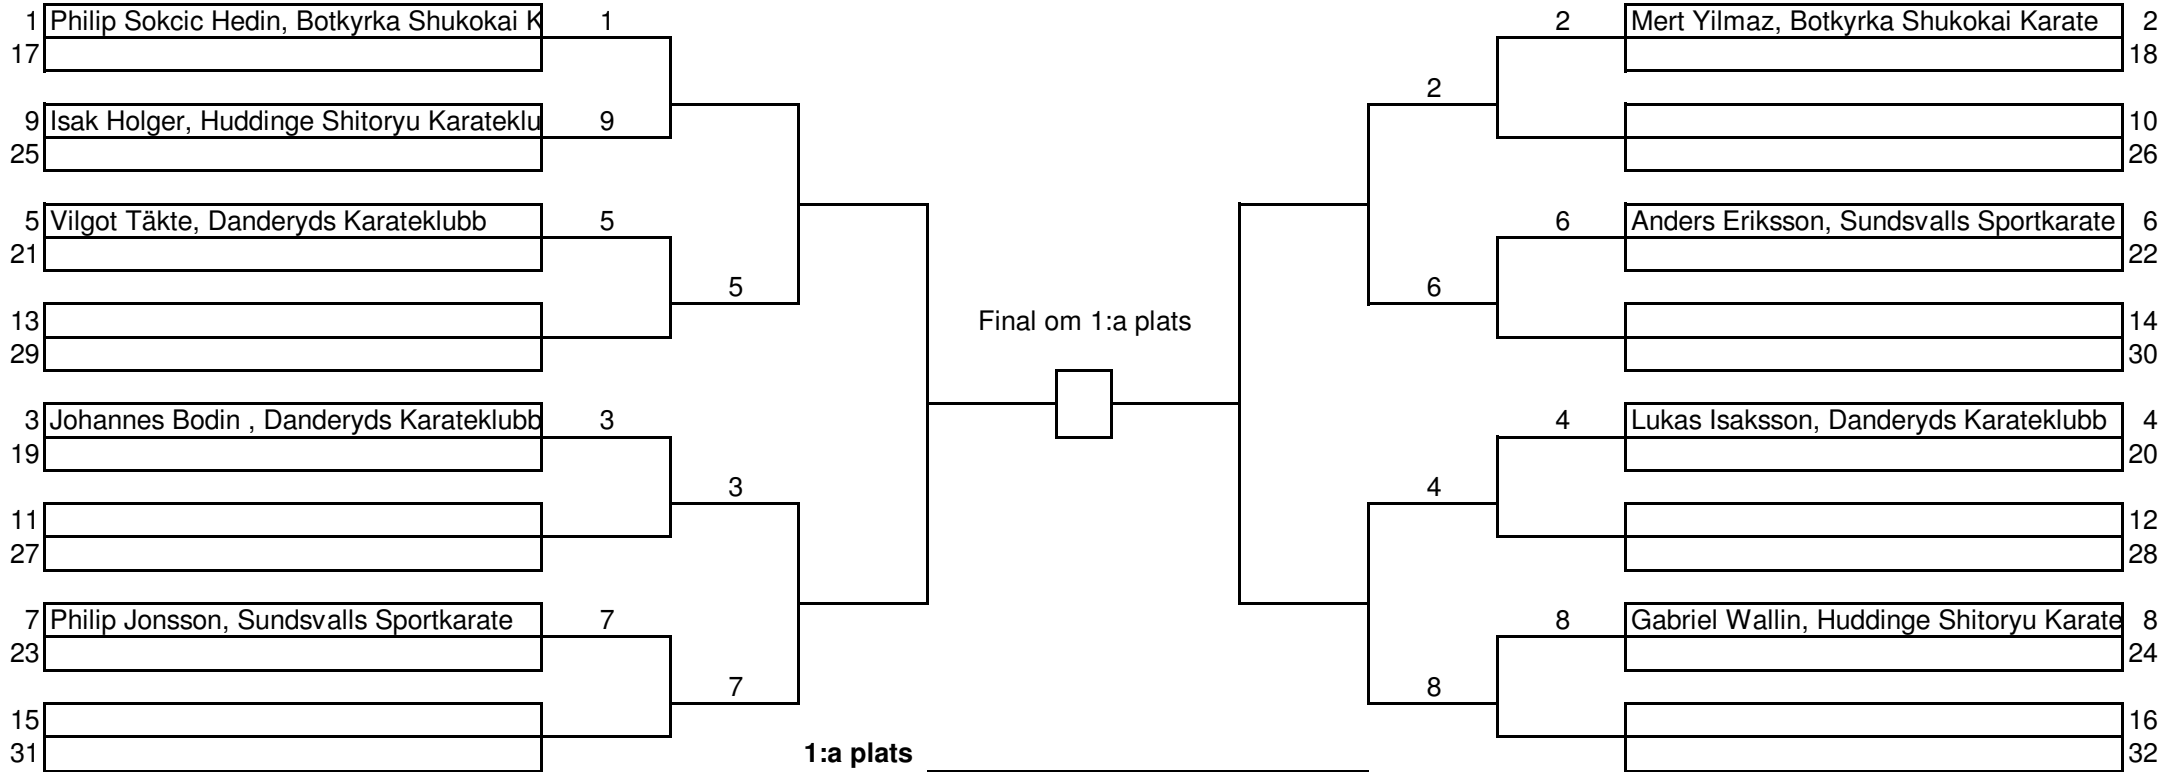 1 Philip Sokcic Hedin, Botkyrka Shukokai K 1 2 Mert Yilmaz, Botkyrka Shukokai Karate 2
17 18
2
9 Isak Holger, Huddinge Shitoryu Karateklu 9 10
25 26
5 Vilgot Täkte, Danderyds Karateklubb 5 6 Anders Eriksson, Sundsvalls Sportkarate 6
21 22
5 6
13 Final om 1:a plats 14
29 30
3 Johannes Bodin , Danderyds Karateklubb 3 4 Lukas Isaksson, Danderyds Karateklubb 4
19 20
3 4
11 12
27 28
7 Philip Jonsson, Sundsvalls Sportkarate 7 8 Gabriel Wallin, Huddinge Shitoryu Karate 8
23 24
7 8
15 16
31 1:a plats 32